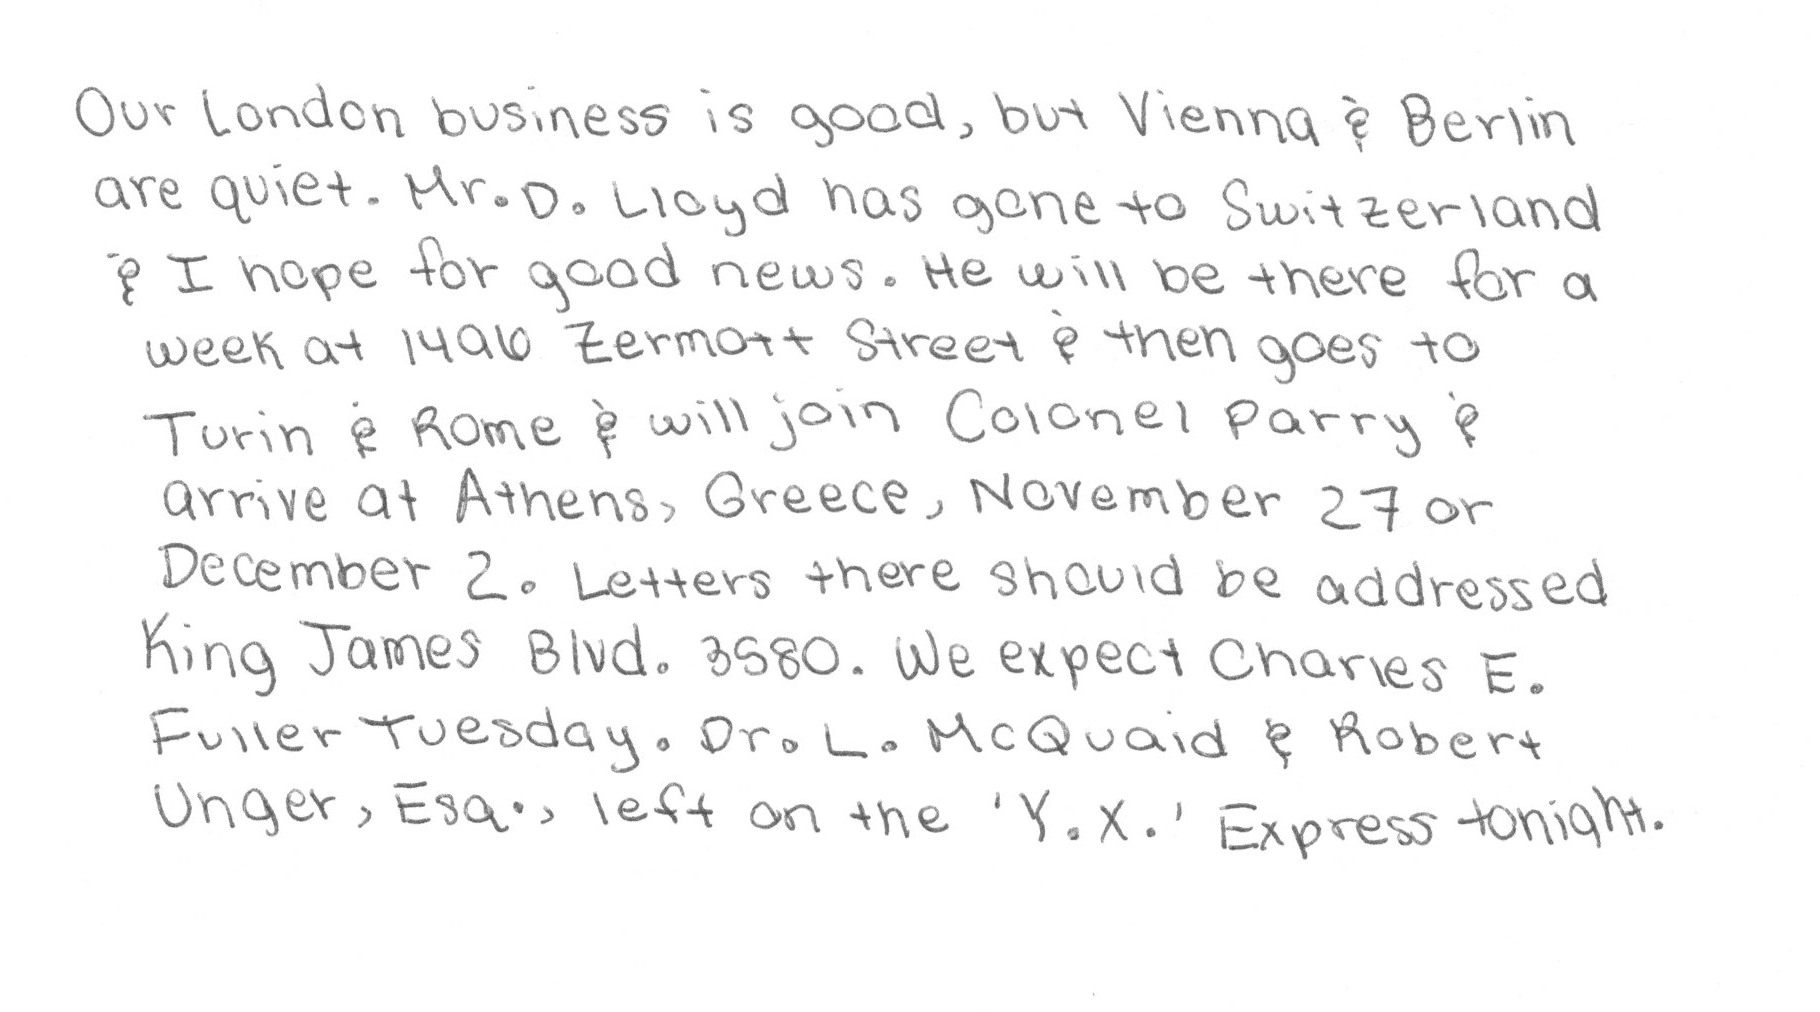 Our London business is good, but Vienna & Berlin
are quiet. Mr. D. Lloyd has gone to Switzerland
& I hope for good news. He will be there for a
week at 1496 Zermott Street & then goes to
Turin & Rome & will join Colonel Parry &
arrive at Athens, Greece, November 27 or
December 2. Letters there should be addressed
King James Blvd. 3580. We expect Charles E.
Fuller Tuesday. Dr. L. McQuaid & Robert
Unger, Esq., left on the 'Y.X.' Express tonight.